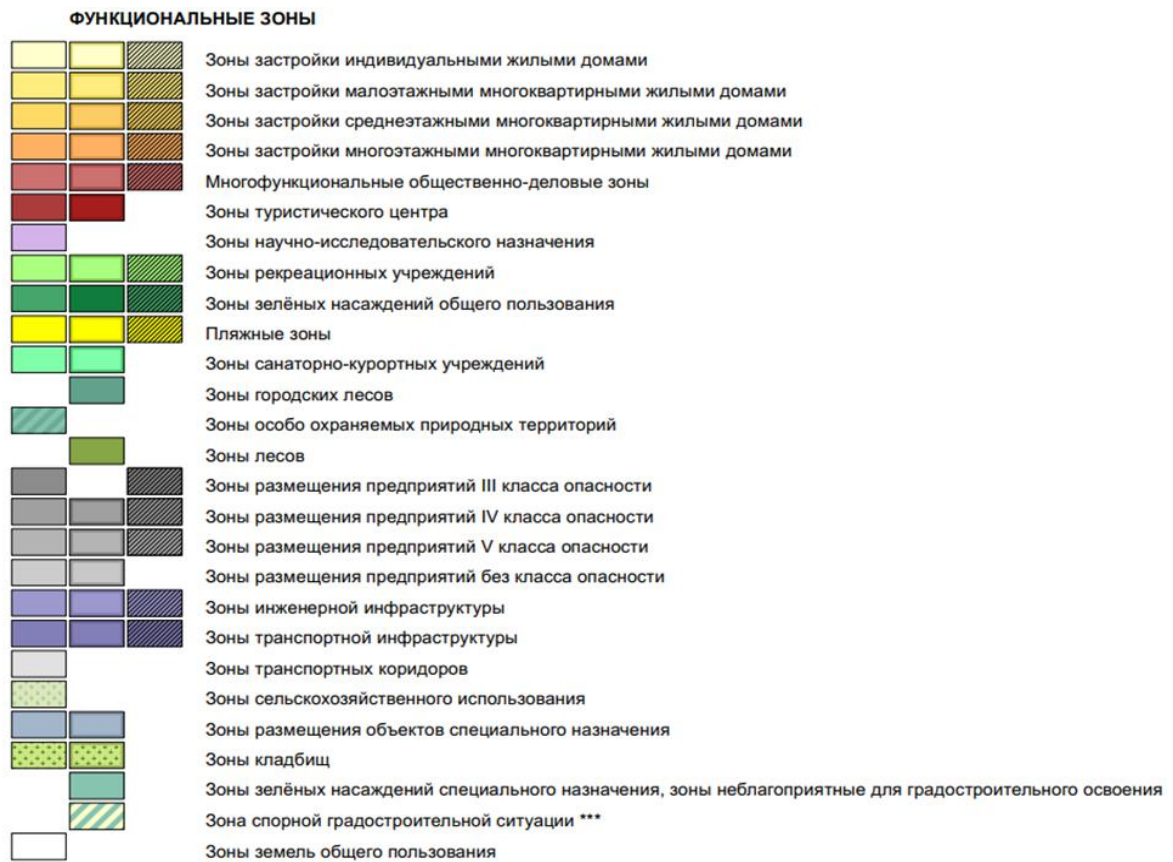 ФУНКЦИОНАЛЬНЫЕ ЗОНЫ
Зоны застройки индивидуальными жилыми домами
Зоны застройки малоэтажными многоквартирными жилыми домами
Зоны застройки среднеэтажными многоквартирными жилыми домами
Зоны застройки многоэтажными многоквартирными жилыми домами
Многофункциональные общественно-деловые зоны
Зоны туристического центра
Зоны научно-исследовательского назначения
Зоны рекреационных учреждений
Зоны зелёных насаждений общего пользования
Пляжные зоны
Зоны санаторно-курортных учреждений
Зоны городских лесов
Зоны особо охраняемых природных территорий
Зоны лесов
Зоны размещения предприятий III класса опасности
Зоны размещения предприятий IV класса опасности
Зоны размещения предприятий V класса опасности
Зоны размещения предприятий без класса опасности
Зоны инженерной инфраструктуры
Зоны транспортной инфраструктуры
Зоны транспортных коридоров
Зоны сельскохозяйственного использования
Зоны размещения объектов специального назначения
Зоны кладбищ
Зоны зелёных насаждений специального назначения, зоны неблагоприятные для градостроительного освоения
Зона спорной градостроительной ситуации ***
Зоны земель общего пользования